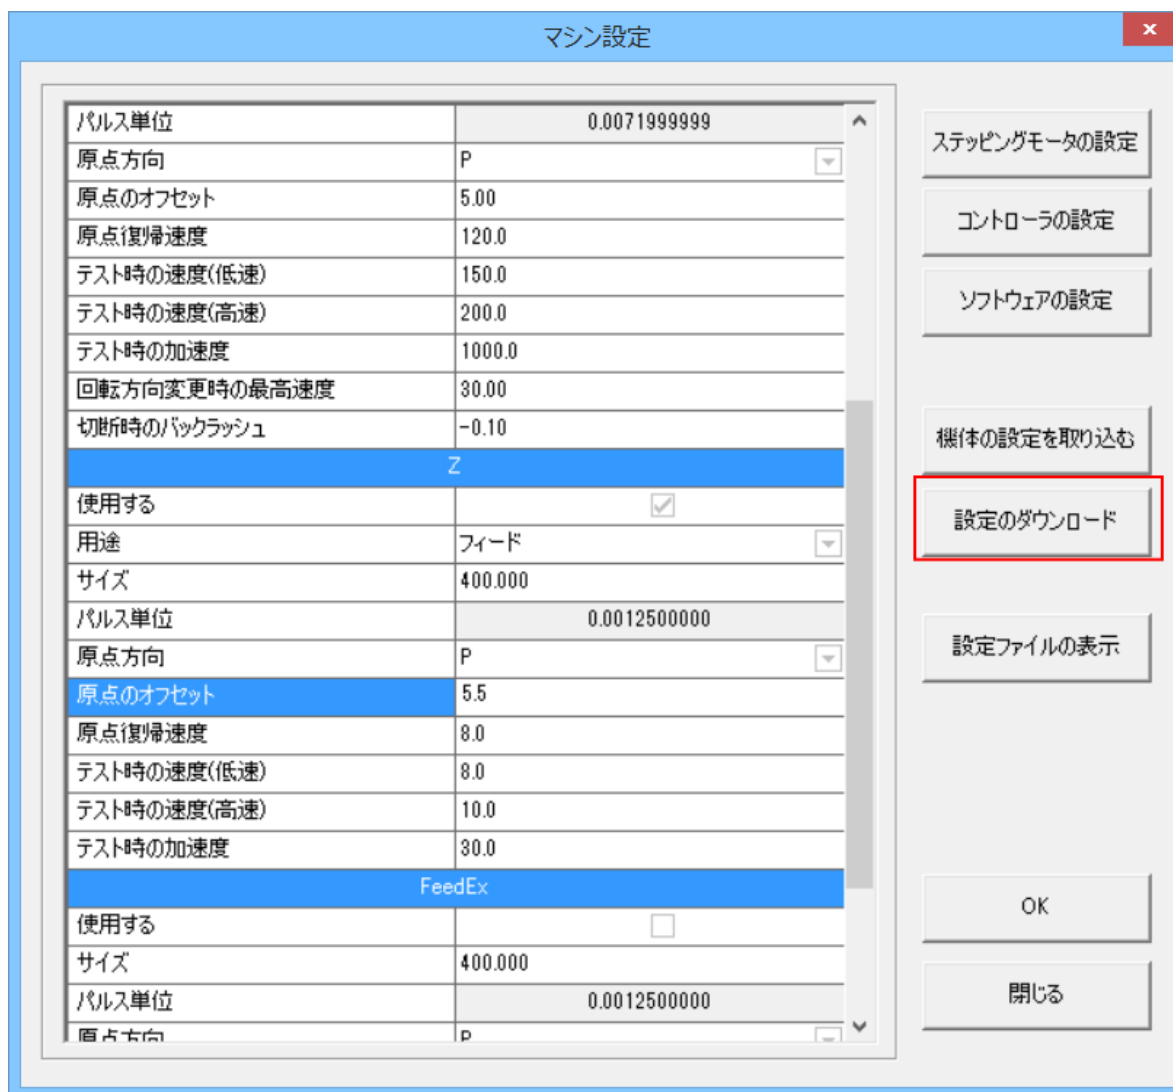 マシン設定
パルス単位 0.0071999999
原点方向 P
原点のオフセット 5.00
原点復帰速度 120.0
テスト時の速度(低速) 150.0
テスト時の速度(高速) 200.0
テスト時の加速度 1000.0
回転方向変更時の最高速度 30.00
切断時のバックラッシュ -0.10
Z
使用する
用途 フィード
サイズ 400.000
パルス単位 0.0012500000
原点方向 P
原点のオフセット 5.5
原点復帰速度 8.0
テスト時の速度(低速) 8.0
テスト時の速度(高速) 10.0
テスト時の加速度 30.0
FeedEx
使用する
サイズ 400.000
パルス単位 0.0012500000
原点方向 P
ステッピングモータの設定
コントローラの設定
ソフトウェアの設定
機体の設定を取り込む
設定のダウンロード
設定ファイルの表示
OK
閉じる